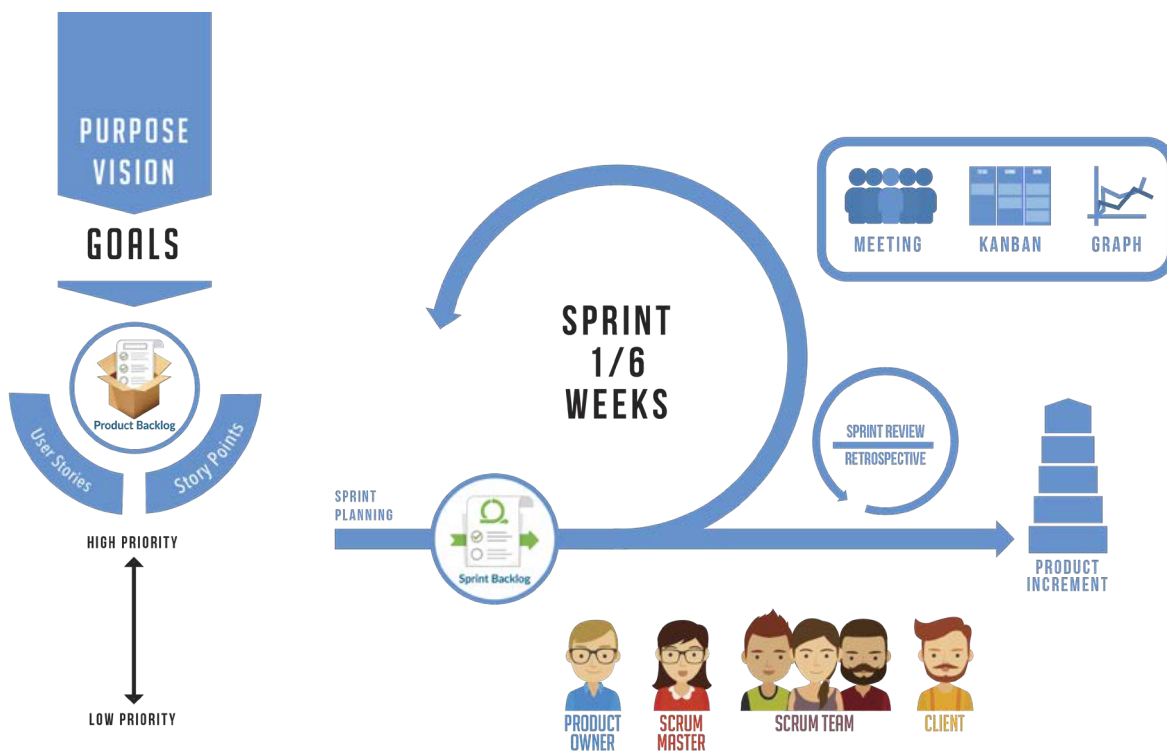 PURPOSE
VISION
GOALS
Product Backlog
User Stories
Story Points
HIGH PRIORITY
LOW PRIORITY
SPRINT
1/6
WEEKS
SPRINT
PLANNING
Sprint Backlog
MEETING
KANBAN
GRAPH
SPRINT REVIEW
RETROSPECTIVE
PRODUCT
INCREMENT
PRODUCT
OWNER
SCRUM
MASTER
SCRUM TEAM
CLIENT